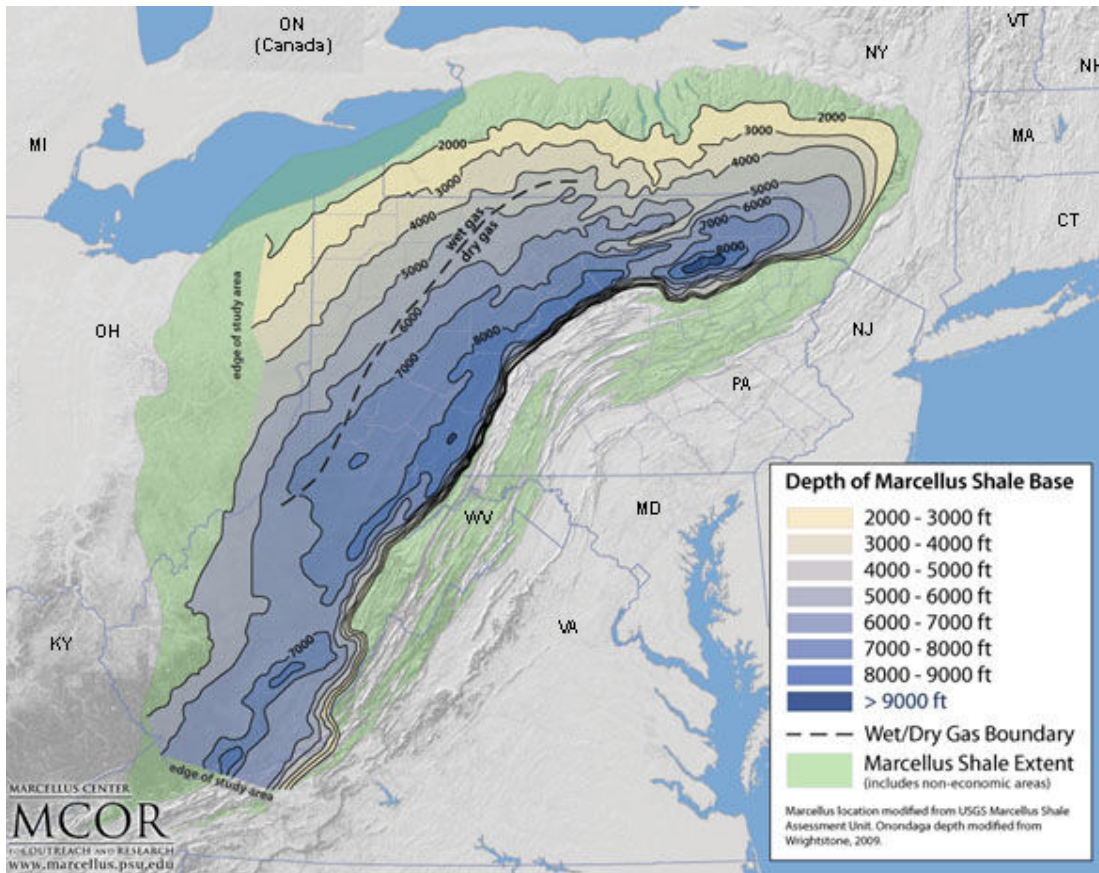 ON
(Canada)
VT
NY
NH
MI
MA
2000
3000
2000
4000
3000
5000
4000
wet gas
dry gas
7000
6000
8000
CT
5000
6000
edge of study area
OH
8000
7000
NJ
PA
WV
MD
VA
KY
7000
edge of study area
Depth of Marcellus Shale Base
2000 - 3000 ft
3000 - 4000 ft
4000 - 5000 ft
5000 - 6000 ft
6000 - 7000 ft
7000 - 8000 ft
8000 - 9000 ft
> 9000 ft
Wet/Dry Gas Boundary
Marcellus Shale Extent
(includes non-economic areas)
Marcellus location modified from USGS Marcellus Shale
Assessment Unit. Onondaga depth modified from
Wrightstone, 2009.
MARCELLUS CENTER
MCOR
for OUTREACH AND RESEARCH
www.marcellus.psu.edu